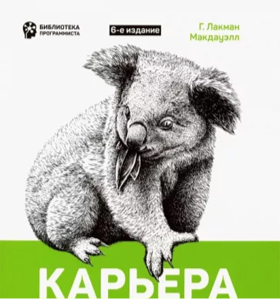 БИБЛИОТЕКА
ПРОГРАММИСТА
6-е издание
Г. Лакман
Макдауэлл
КАРЬЕРА